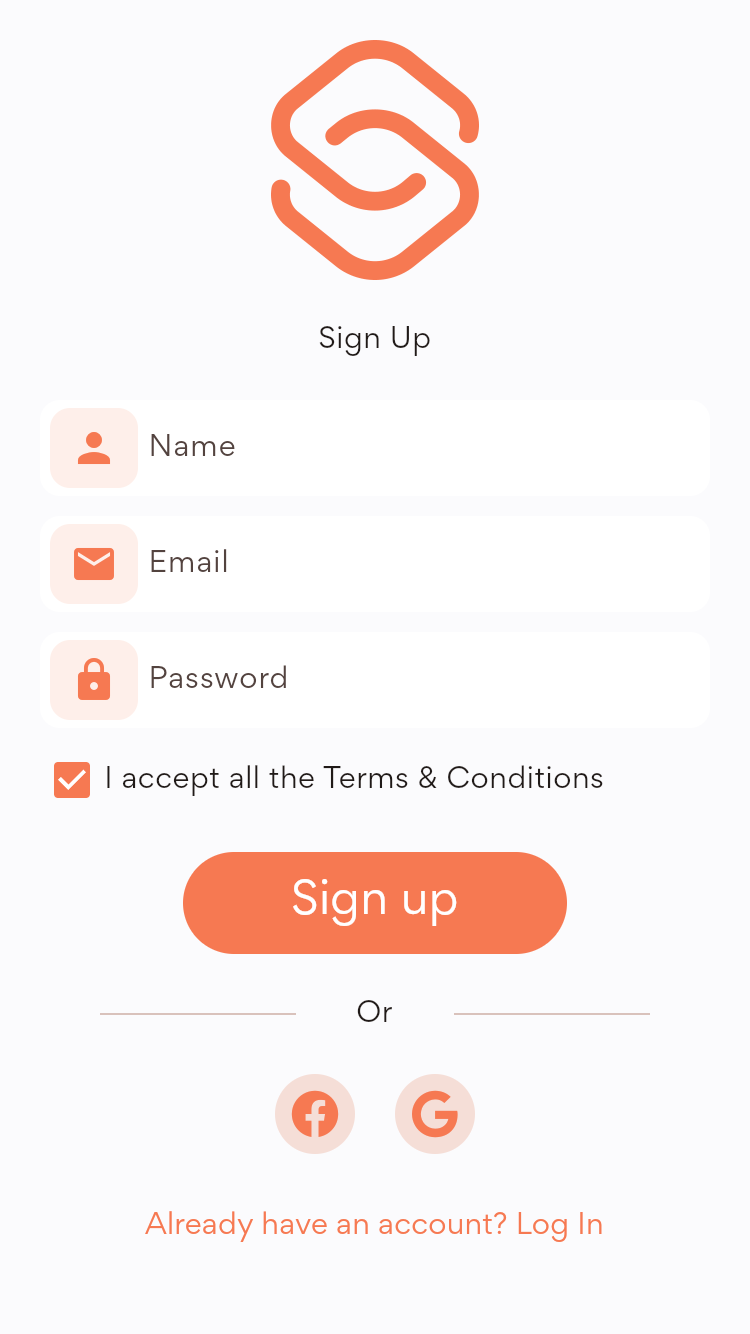 Sign Up
Name
Email
Password
I accept all the Terms & Conditions
Sign up
Or
Already have an account? Log In